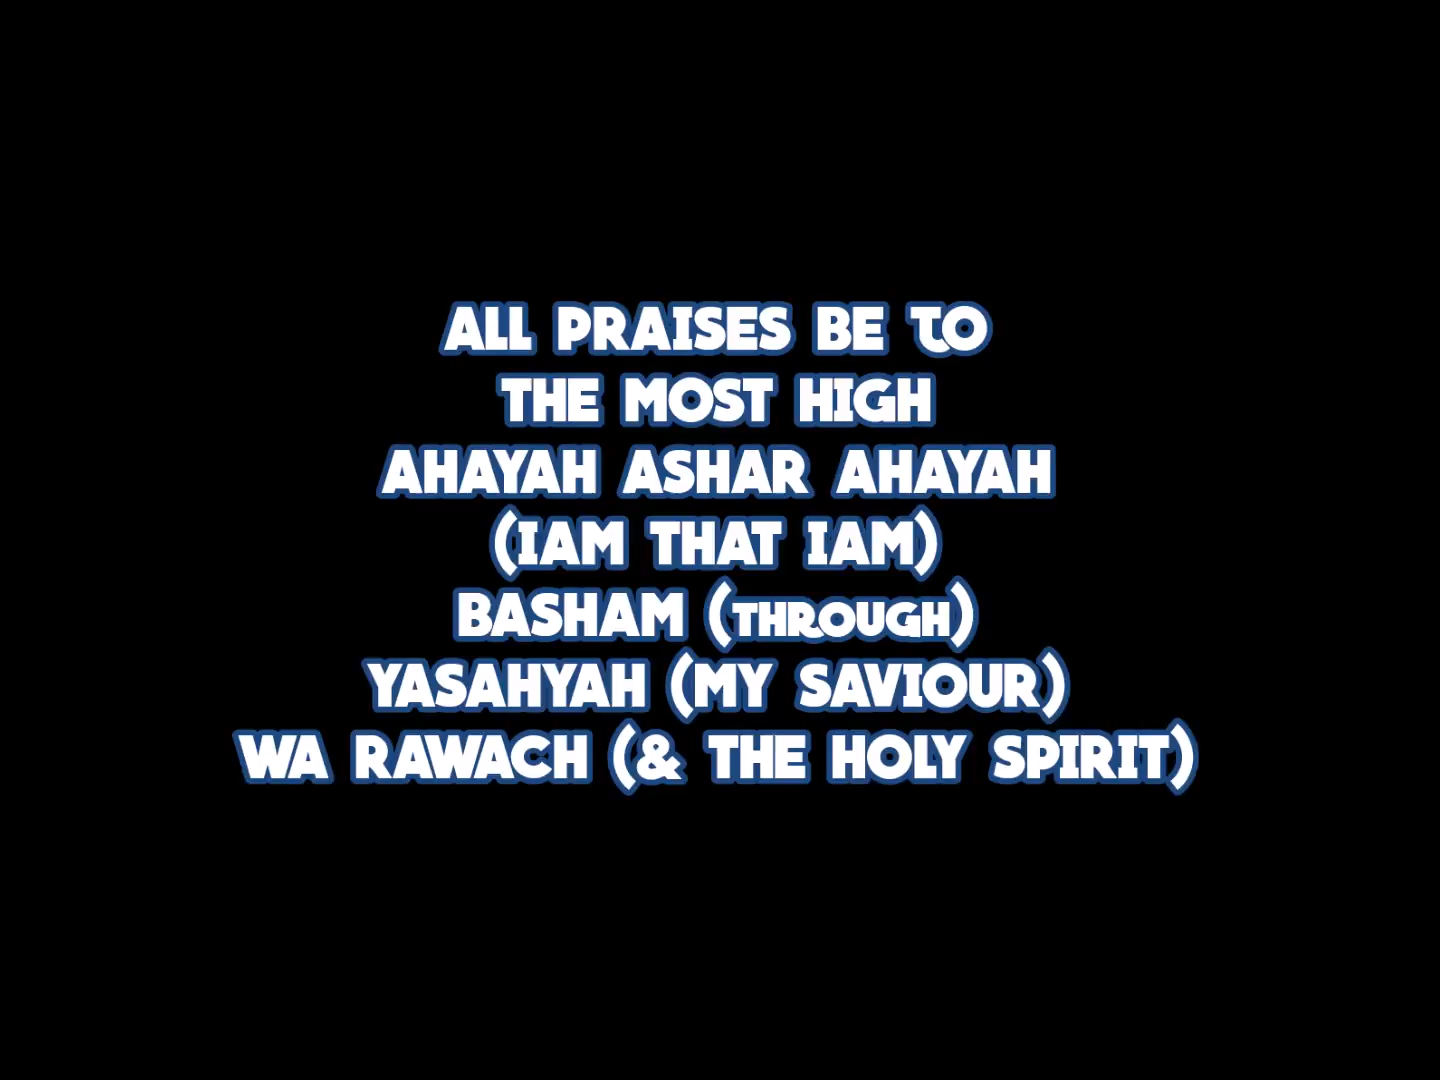 ALL PRAISES BE TO
THE MOST HIGH
AHAYAH ASHAR AHAYAH
(IAM THAT IAM)
BASHAM (THROUGH)
YASAHYAH (MY SAVIOUR)
WA RAWACH (& THE HOLY SPIRIT)